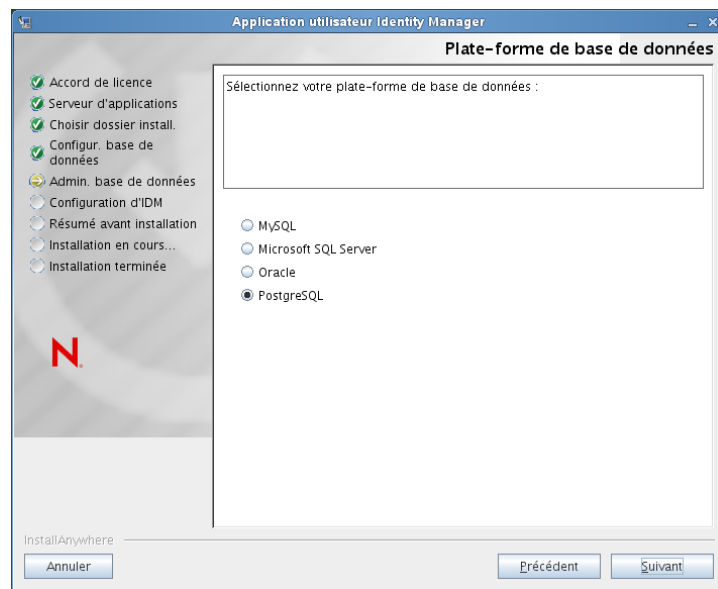 Application utilisateur Identity Manager
Plate-forme de base de données
Accord de licence
Serveur d'applications
Choisir dossier install.
Configur. base de
données
Admin. base de données
Configuration d'IDM
Résumé avant installation
Installation en cours...
Installation terminée
N
Sélectionnez votre plate-forme de base de données :
MySQL
Microsoft SQL Server
Oracle
PostgreSQL
InstallAnywhere
Annuler
Précédent
Suivant